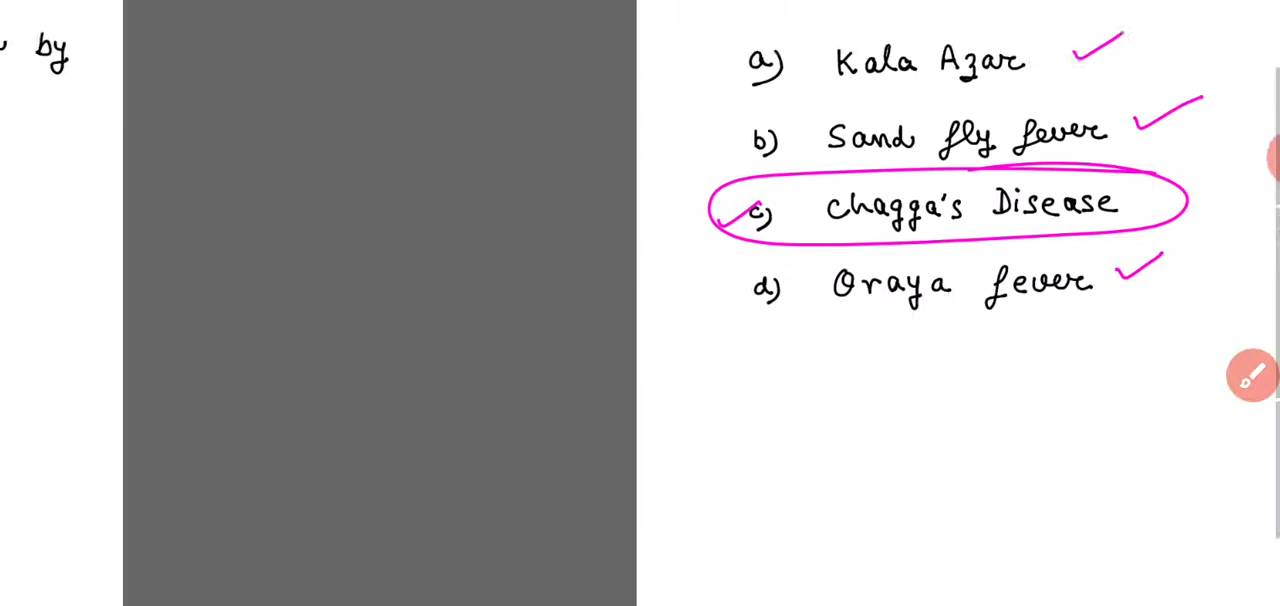 by
a) Kala Azar
b) Sand fly fever
c) Chagga's Disease
d) Oraya fever